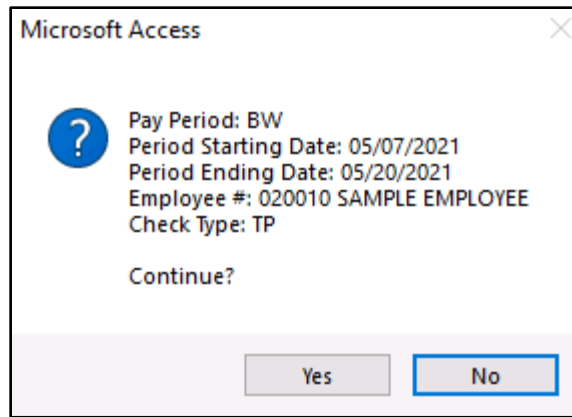 Microsoft Access
?
Pay Period: BW
Period Starting Date: 05/07/2021
Period Ending Date: 05/20/2021
Employee #: 020010 SAMPLE EMPLOYEE
Check Type: TP
Continue?
Yes
No